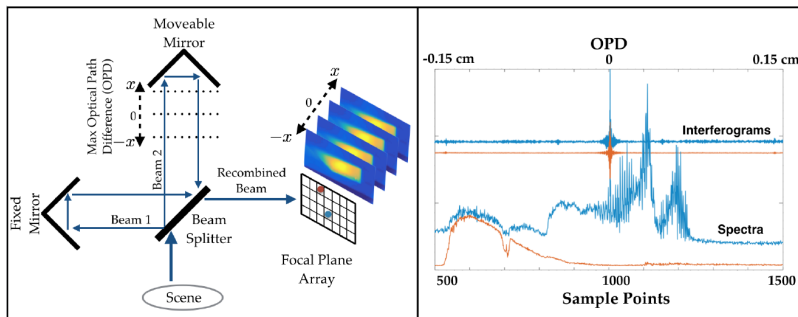 Moveable
Mirror
Max Optical Path
Difference (OPD)
x
0
−x
Beam 2
x
0
−x
Recombined
Beam
Fixed
Mirror
Beam 1
Beam
Splitter
Focal Plane
Array
Scene
OPD
-0.15 cm
0
0.15 cm
Interferograms
Spectra
500
1000
1500
Sample Points